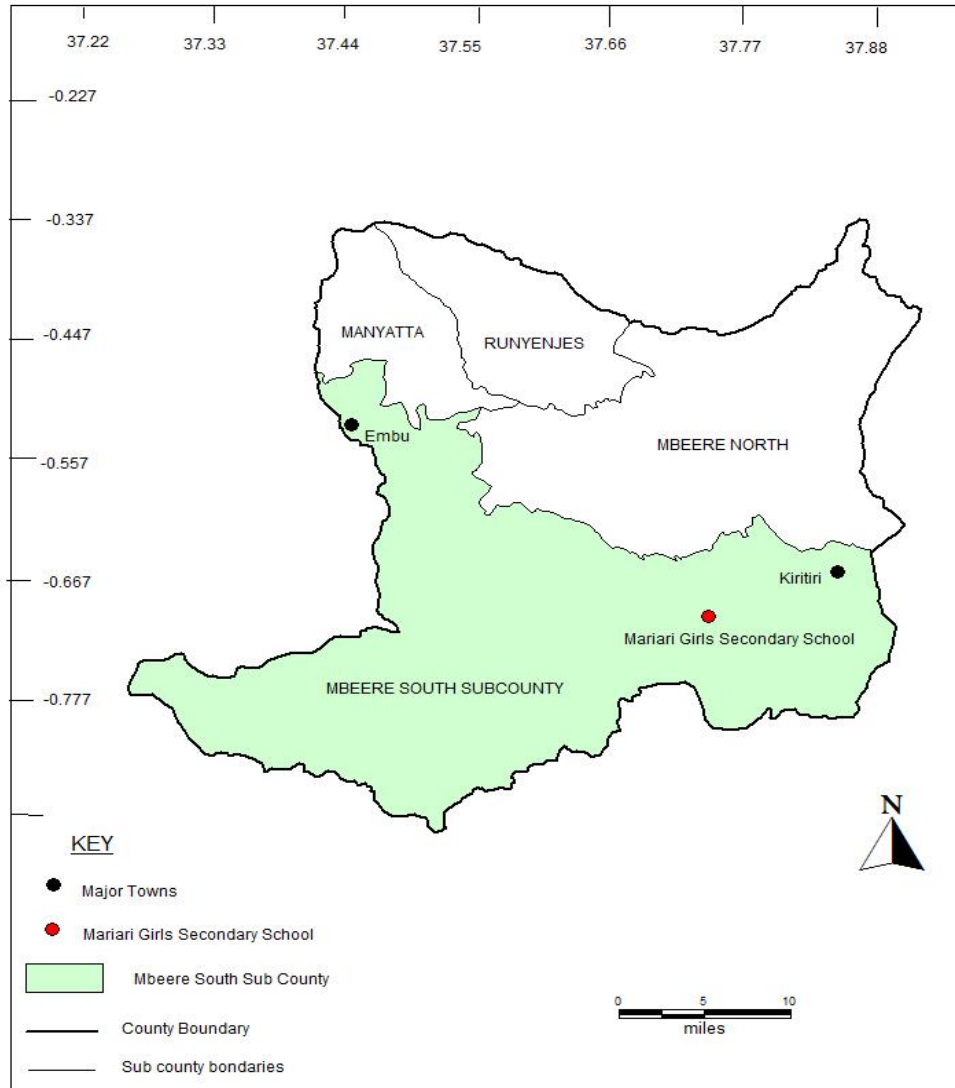 37.22 37.33 37.44 37.55 37.66 37.77 37.88
-0.227
-0.337
-0.447
-0.557
-0.667
-0.777
MANYATTA
RUNYENJES
Embu
MBEERE NORTH
Kiritiri
Mariari Girls Secondary School
MBEERE SOUTH SUBCOUNTY
N
KEY
Major Towns
Mariari Girls Secondary School
Mbeere South Sub County
County Boundary
Sub county bondaries
0 5 10
miles